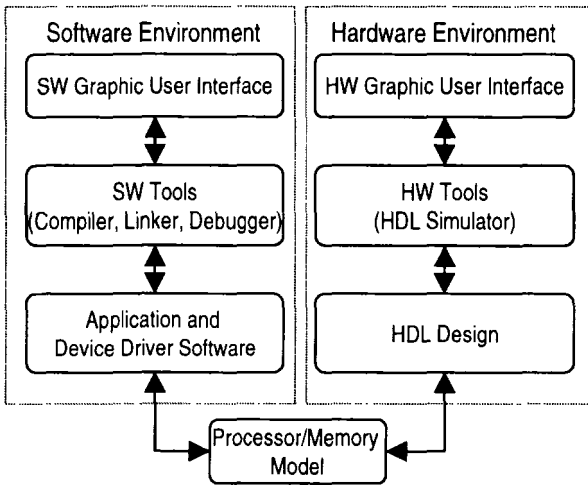 Software Environment
SW Graphic User Interface
SW Tools
(Compiler, Linker, Debugger)
Application and
Device Driver Software
Hardware Environment
HW Graphic User Interface
HW Tools
(HDL Simulator)
HDL Design
Processor/Memory
Model